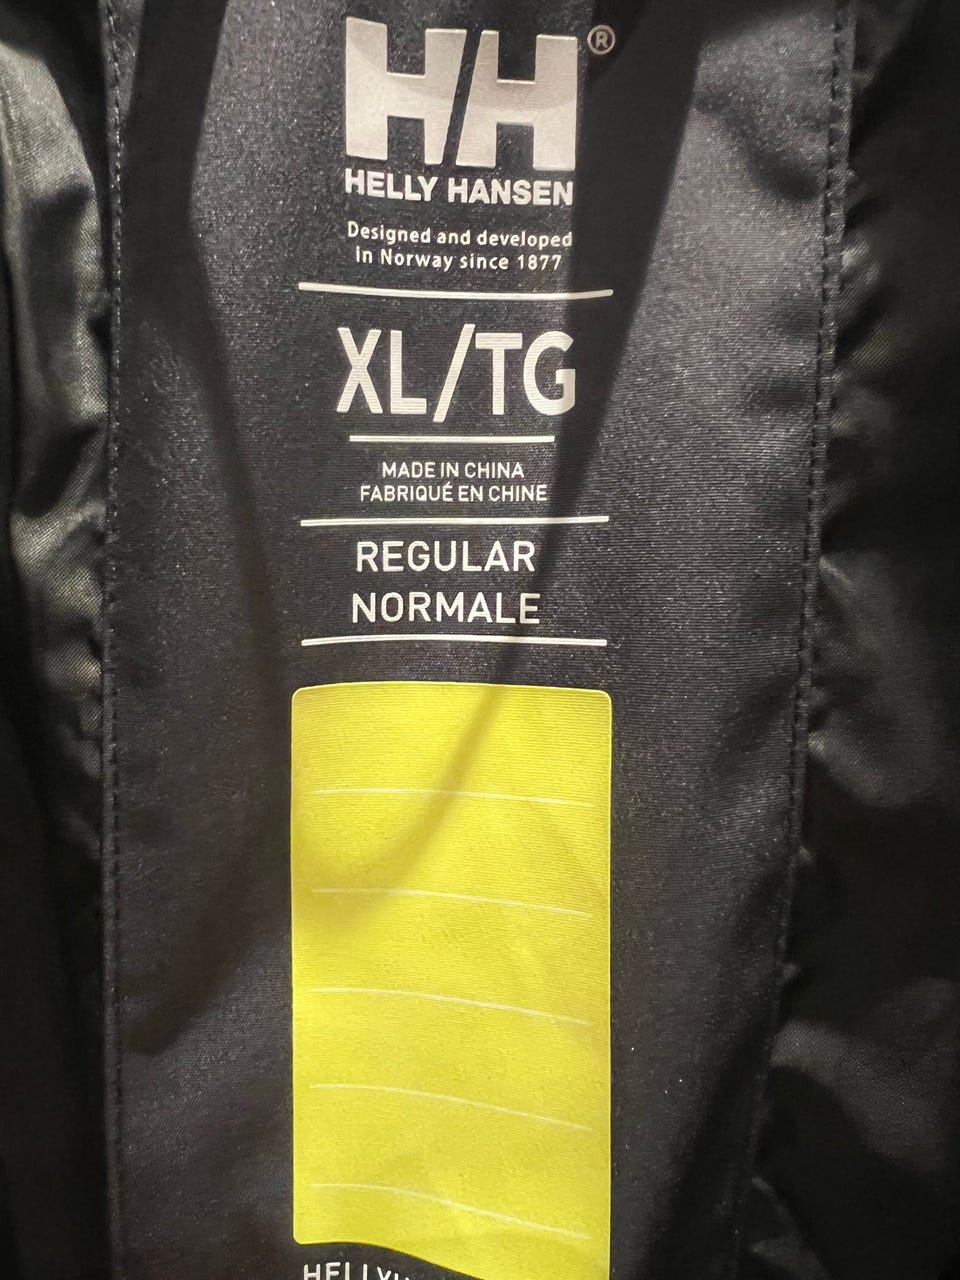 HH®
HELLY HANSEN
Designed and developed
in Norway since 1877
XL/TG
MADE IN CHINA
FABRIQUÉ EN CHINE
REGULAR
NORMALE